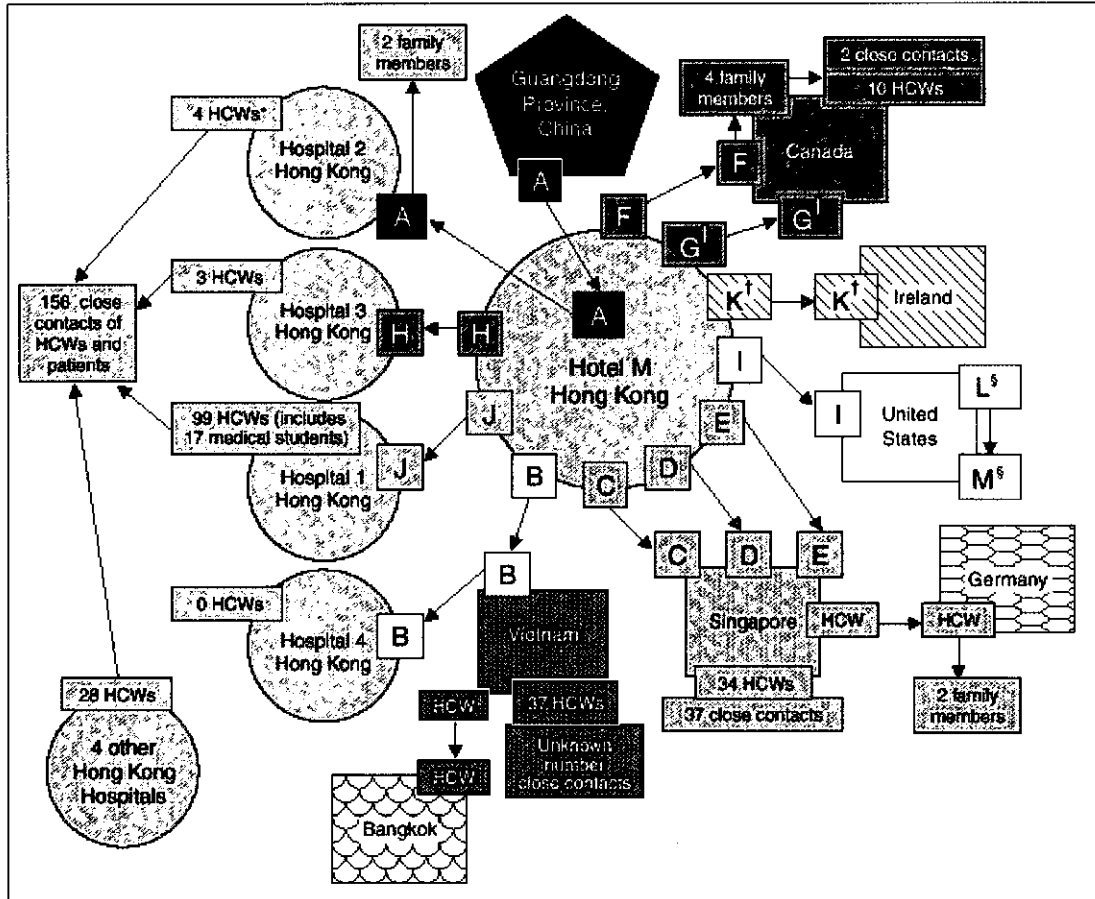 2 family
members
Guangdong
Province,
China
2 close contacts
10 HCWs
4 family
members
Canada
4 HCWs*
Hospital 2
Hong Kong
A
F
F
A
G|
G|
3 HCWs
156 close
contacts of
HCWs and
patients
Hospital 3
Hong Kong
H
H
A
K†
K†
Ireland
Hotel M
Hong Kong
I
I
United
States
L§
M§
99 HCWs (includes
17 medical students)
Hospital 1
Hong Kong
J
J
B
C
D
E
0 HCWs
Hospital 4
Hong Kong
B
B
Vietnam
C
D
E
Singapore
HCW
HCW
Germany
34 HCWs
37 close contacts
2 family
members
28 HCWs
4 other
Hong Kong
Hospitals
HCW
37 HCWs
Unknown
number
close contacts
HCW
Bangkok